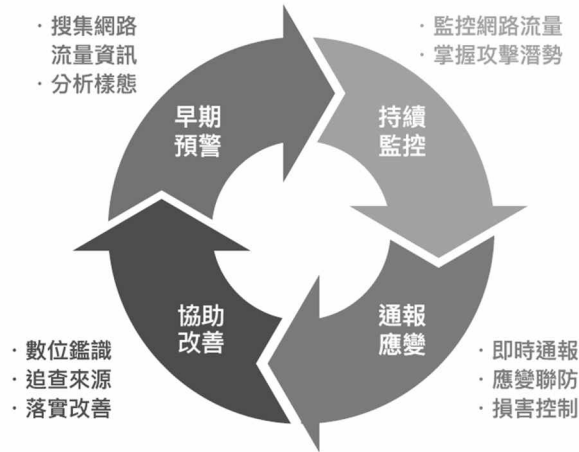 · 搜集網路
流量資訊
· 分析樣態
· 監控網路流量
· 掌握攻擊潛勢
早期
預警
持續
監控
協助
改善
通報
應變
· 數位鑑識
· 追查來源
· 落實改善
· 即時通報
· 應變聯防
· 損害控制